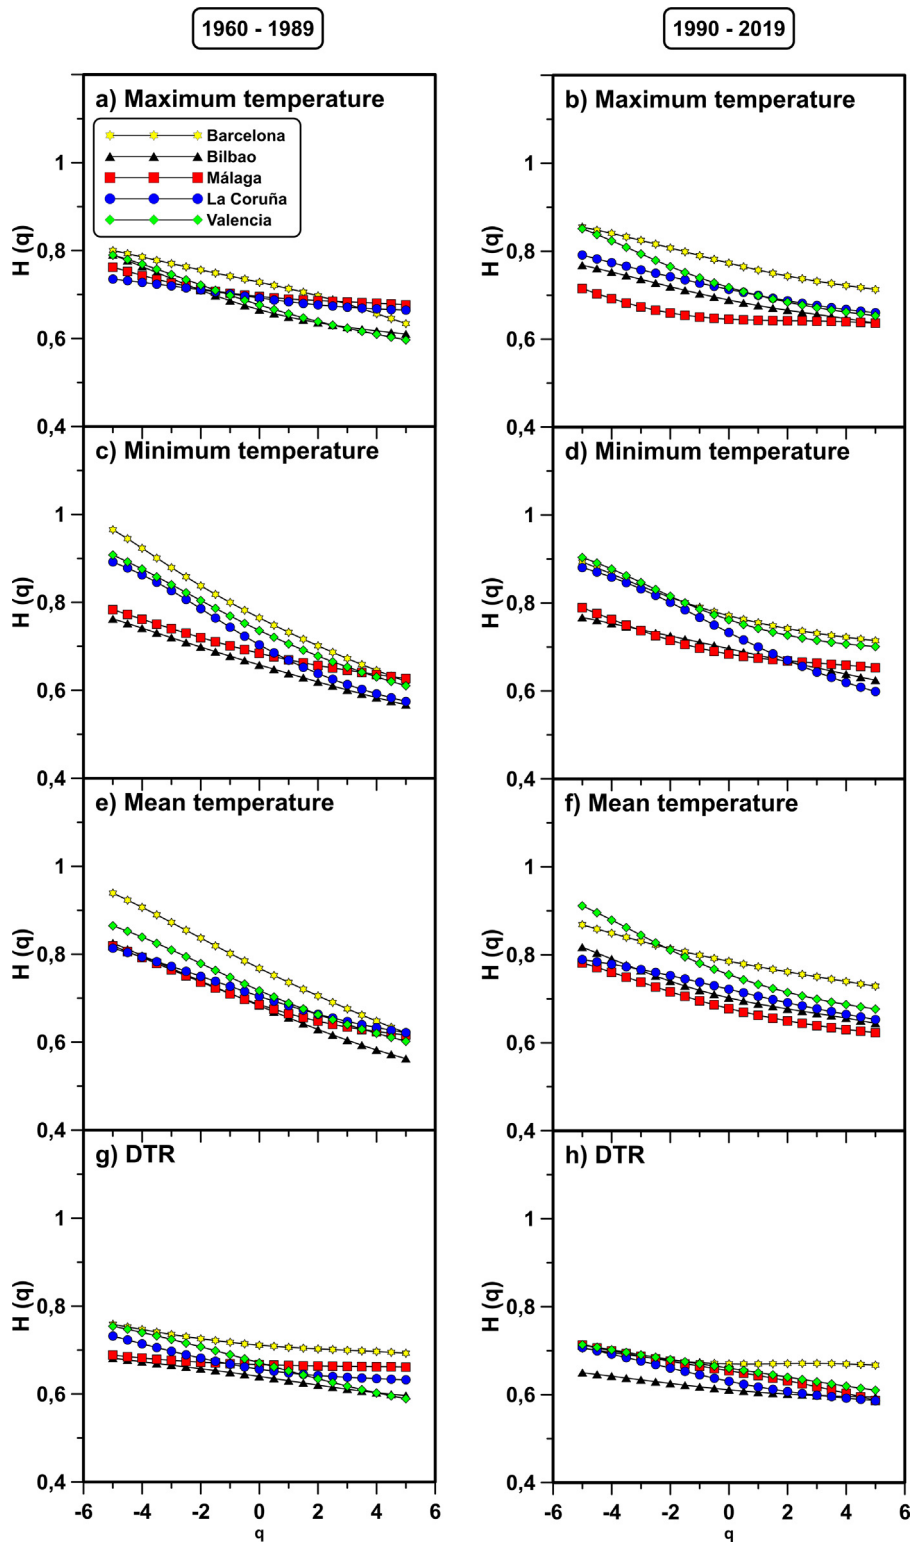 1960 - 1989
1990 - 2019
a) Maximum temperature
Barcelona
Bilbao
Málaga
La Coruña
Valencia
H (q)
1
0,8
0,6
0,4
b) Maximum temperature
H (q)
1
0,8
0,6
0,4
c) Minimum temperature
H (q)
1
0,8
0,6
0,4
d) Minimum temperature
H (q)
1
0,8
0,6
0,4
e) Mean temperature
H (q)
1
0,8
0,6
0,4
f) Mean temperature
H (q)
1
0,8
0,6
0,4
g) DTR
H (q)
1
0,8
0,6
0,4
-6 -4 -2 0 2 4 6
q
h) DTR
H (q)
1
0,8
0,6
0,4
-6 -4 -2 0 2 4 6
q